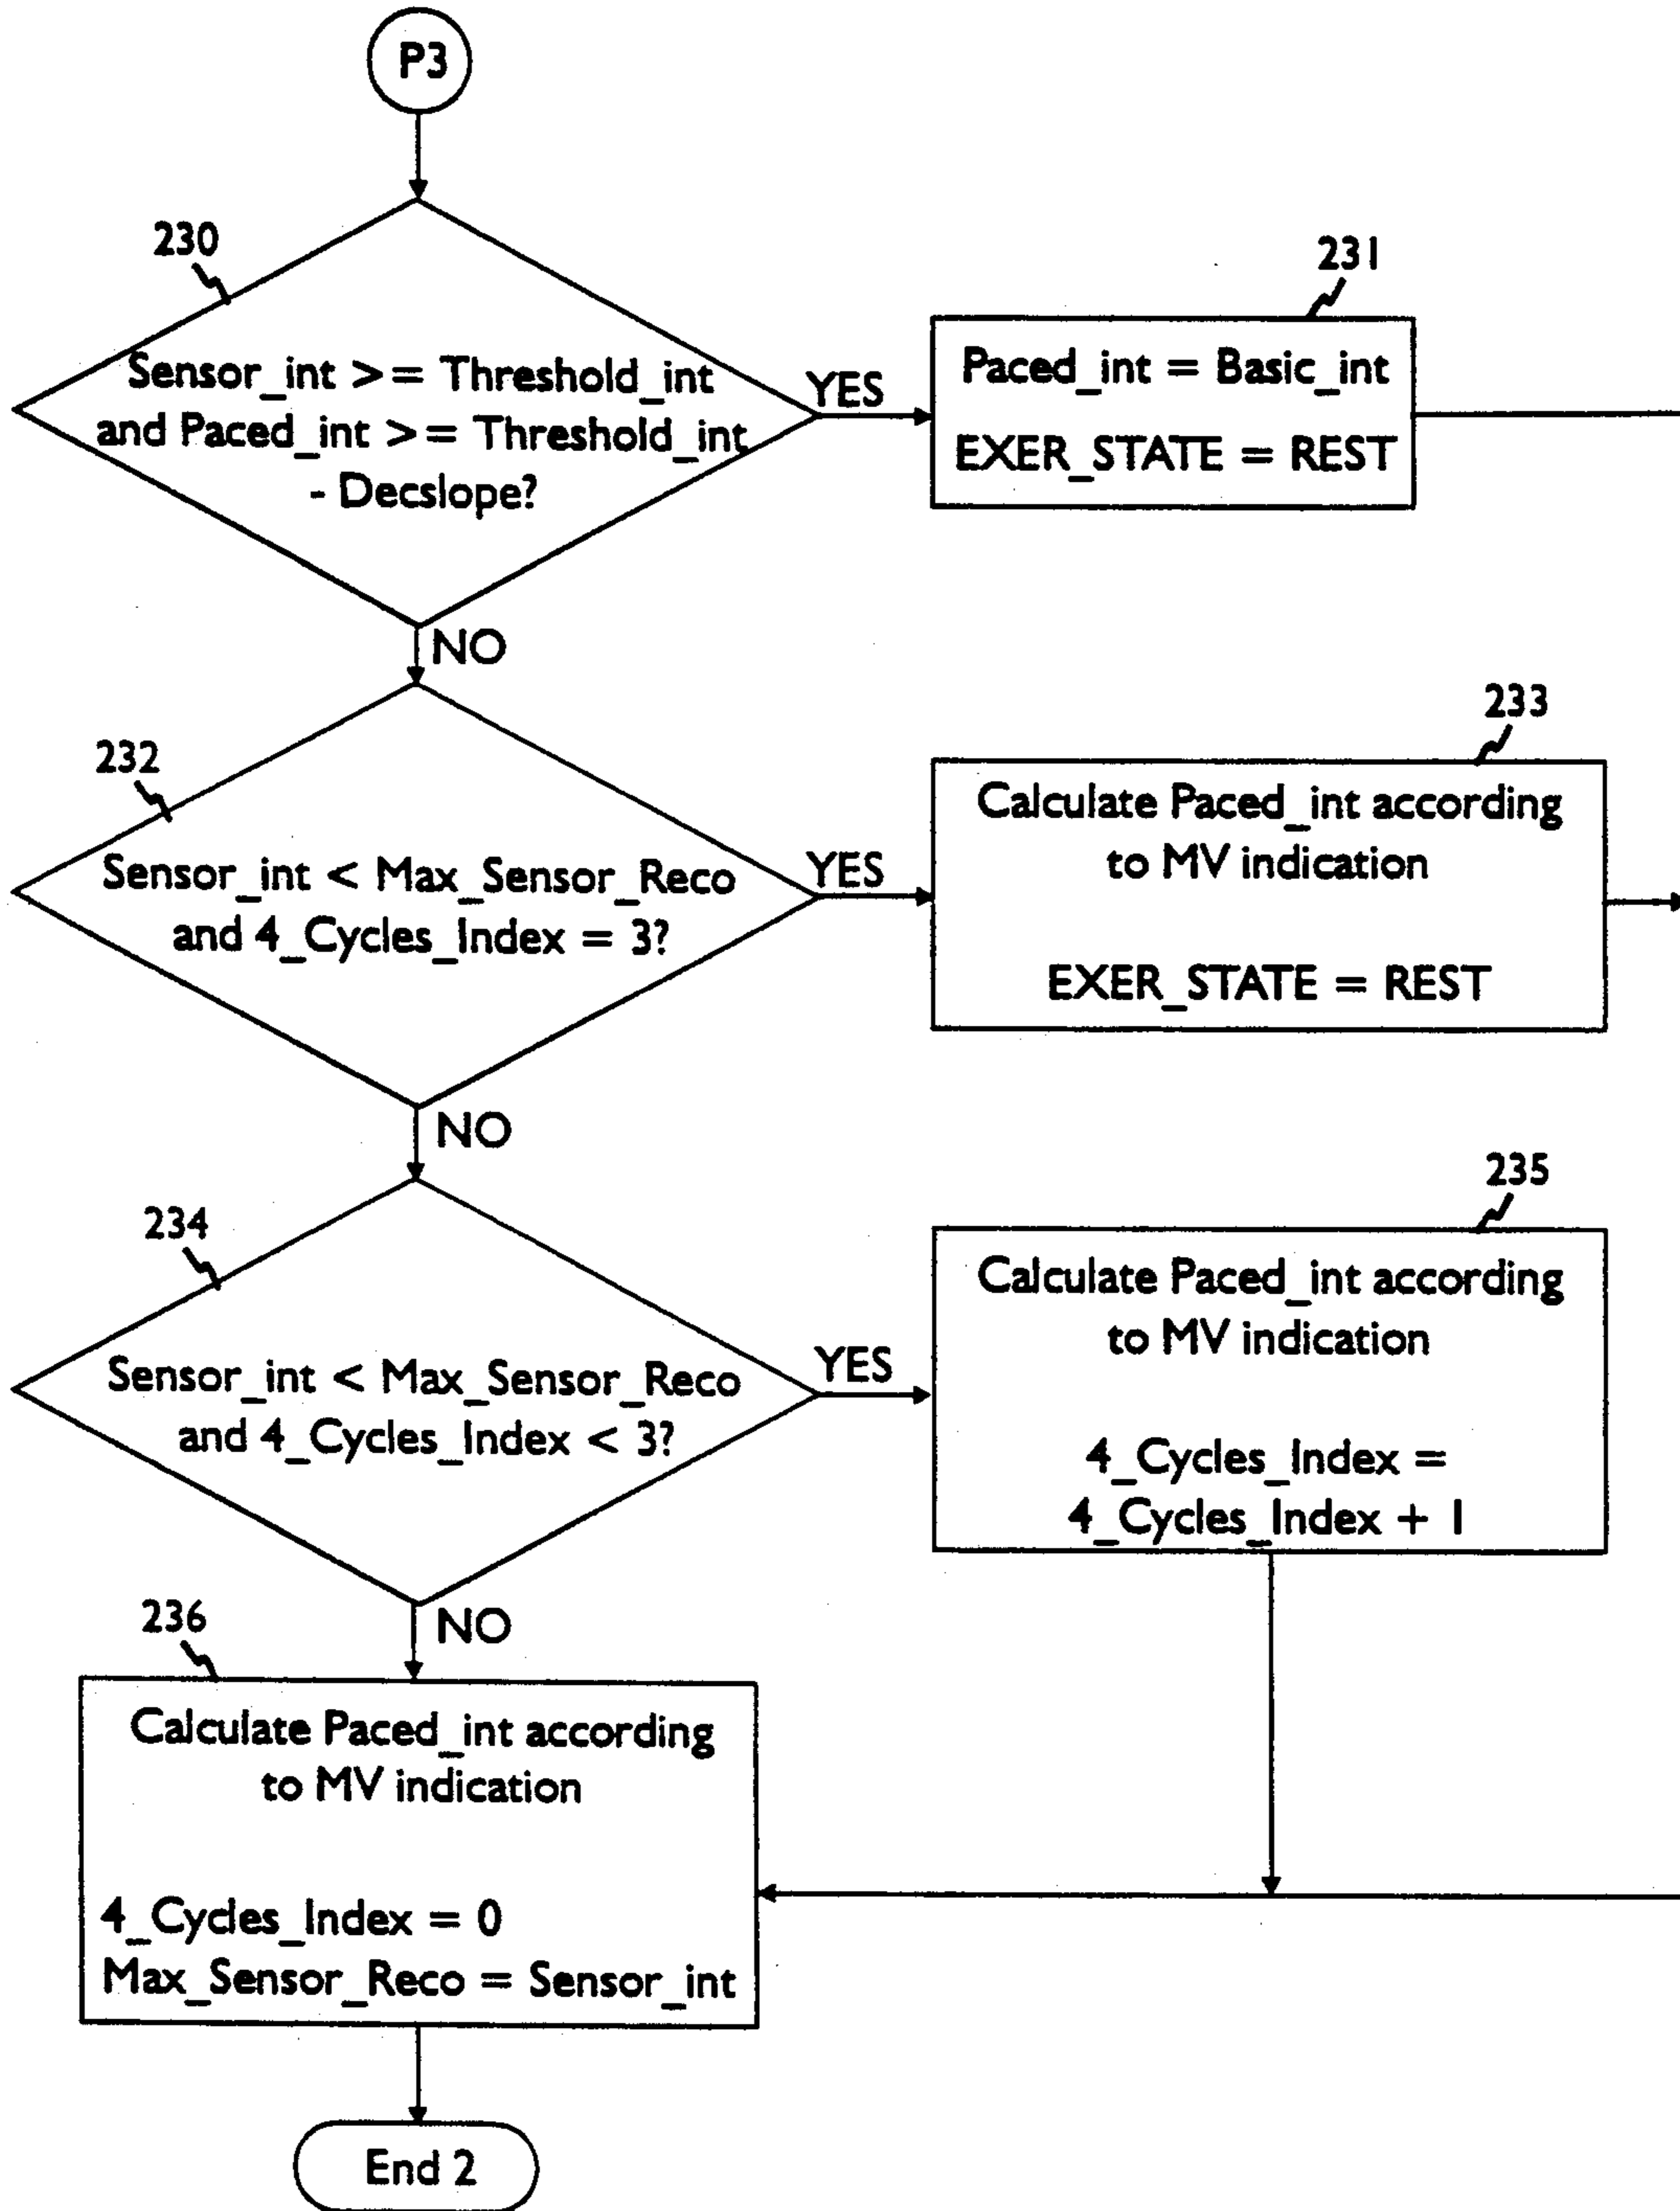 P3
230
Sensor_int >= Threshold_int
and Paced_int >= Threshold_int
- Decslope?
YES
231
Paced_int = Basic_int
EXER_STATE = REST
NO
232
Sensor_int < Max_Sensor_Reco
and 4_Cycles_Index = 3?
YES
233
Calculate Paced_int according
to MV indication
EXER_STATE = REST
NO
234
Sensor_int < Max_Sensor_Reco
and 4_Cycles_Index < 3?
YES
235
Calculate Paced_int according
to MV indication
4_Cycles_Index =
4_Cycles_Index + 1
NO
236
Calculate Paced_int according
to MV indication
4_Cycles_Index = 0
Max_Sensor_Reco = Sensor_int
End 2